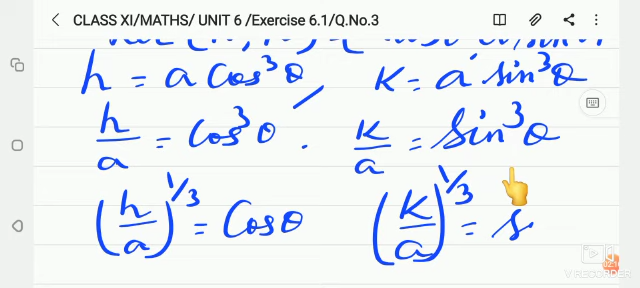 CLASS XI/MATHS/ UNIT 6 /Exercise 6.1/Q.No.3
h = a Cos³θ K = a sin³θ
h/a = Cos³θ . K/a = Sin³θ
(h/a)^1/3 = Cosθ (K/a)^1/3 = s